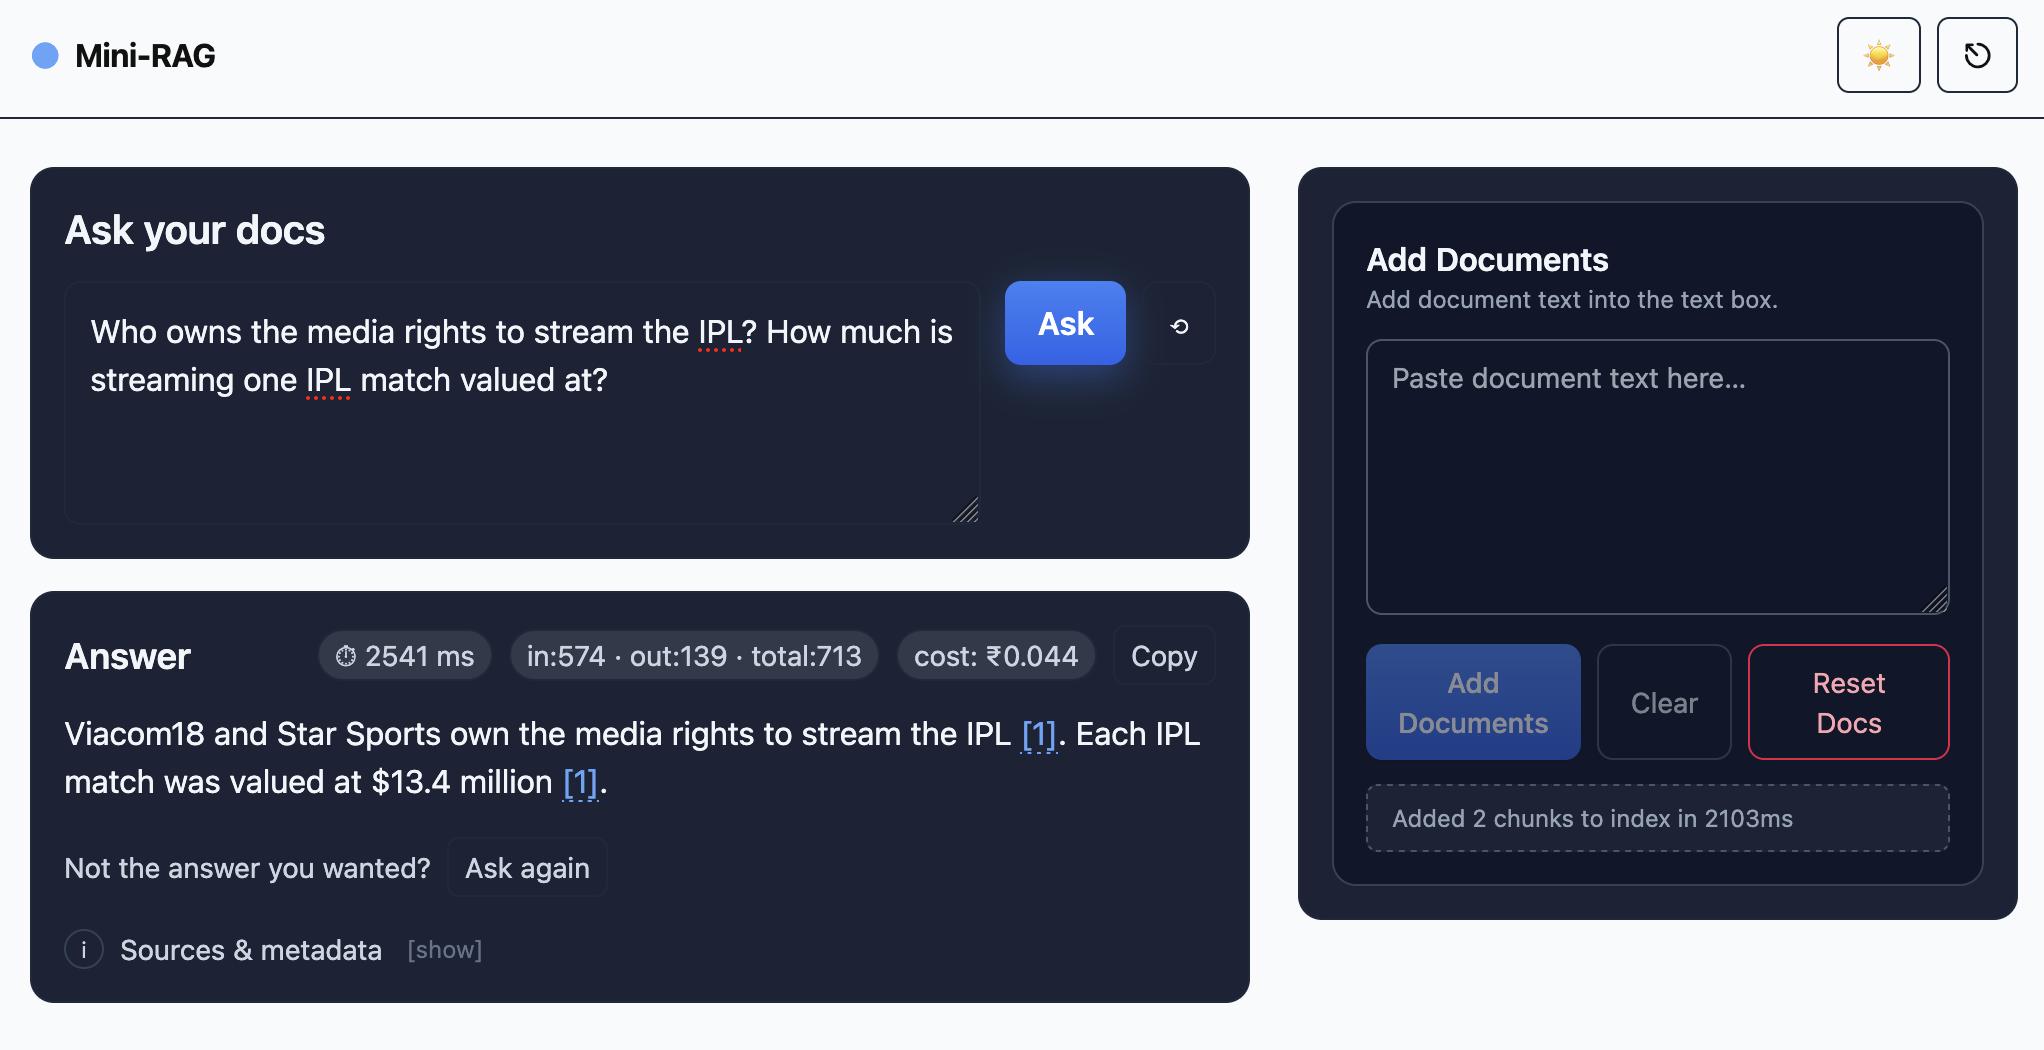 Mini-RAG
Ask your docs
Who owns the media rights to stream the IPL? How much is
streaming one IPL match valued at?
Ask
Answer
2541 ms
in:574 · out:139 · total:713
cost: ₹0.044
Copy
Viacom18 and Star Sports own the media rights to stream the IPL [1]. Each IPL
match was valued at $13.4 million [1].
Not the answer you wanted?
Ask again
i
Sources & metadata
[show]
Add Documents
Add document text into the text box.
Paste document text here...
Add
Documents
Clear
Reset
Docs
Added 2 chunks to index in 2103ms